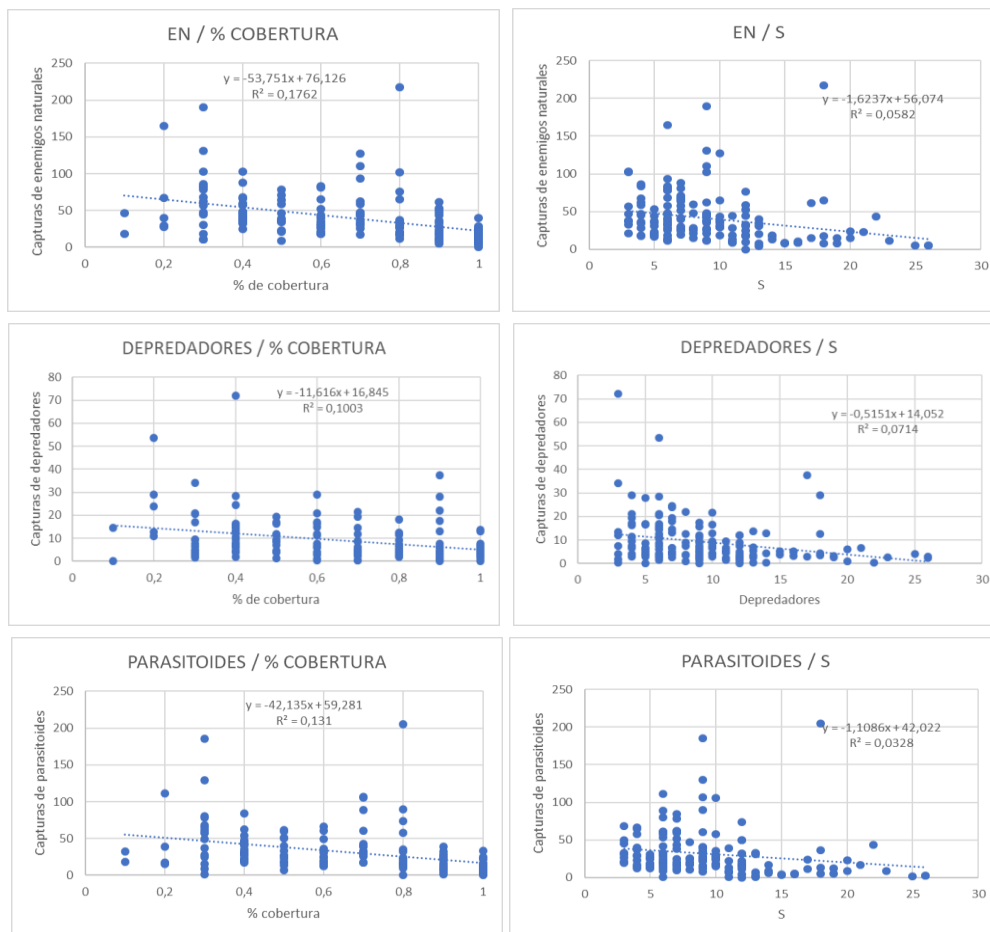 EN / % COBERTURA
Capturas de enemigos naturales
250
200
150
100
50
0
y = -53,751x + 76,126
R² = 0,1762
0
0,2
0,4
0,6
0,8
1
% de cobertura
EN / S
Capturas de enemigos naturales
250
200
150
100
50
0
y = -1,6237x + 56,074
R² = 0,0582
0
5
10
15
20
25
30
S
DEPREDADORES / % COBERTURA
Capturas de depredadores
80
70
60
50
40
30
20
10
0
y = -11,616x + 16,845
R² = 0,1003
0
0,2
0,4
0,6
0,8
1
% de cobertura
DEPREDADORES / S
Capturas de depredadores
80
70
60
50
40
30
20
10
0
y = -0,5151x + 14,052
R² = 0,0714
0
5
10
15
20
25
30
Depredadores
PARASITOIDES / % COBERTURA
Capturas de parasitoides
250
200
150
100
50
0
y = -42,135x + 59,281
R² = 0,131
0
0,2
0,4
0,6
0,8
1
% cobertura
PARASITOIDES / S
Capturas de parasitoides
250
200
150
100
50
0
y = -1,1086x + 42,022
R² = 0,0328
0
5
10
15
20
25
30
S